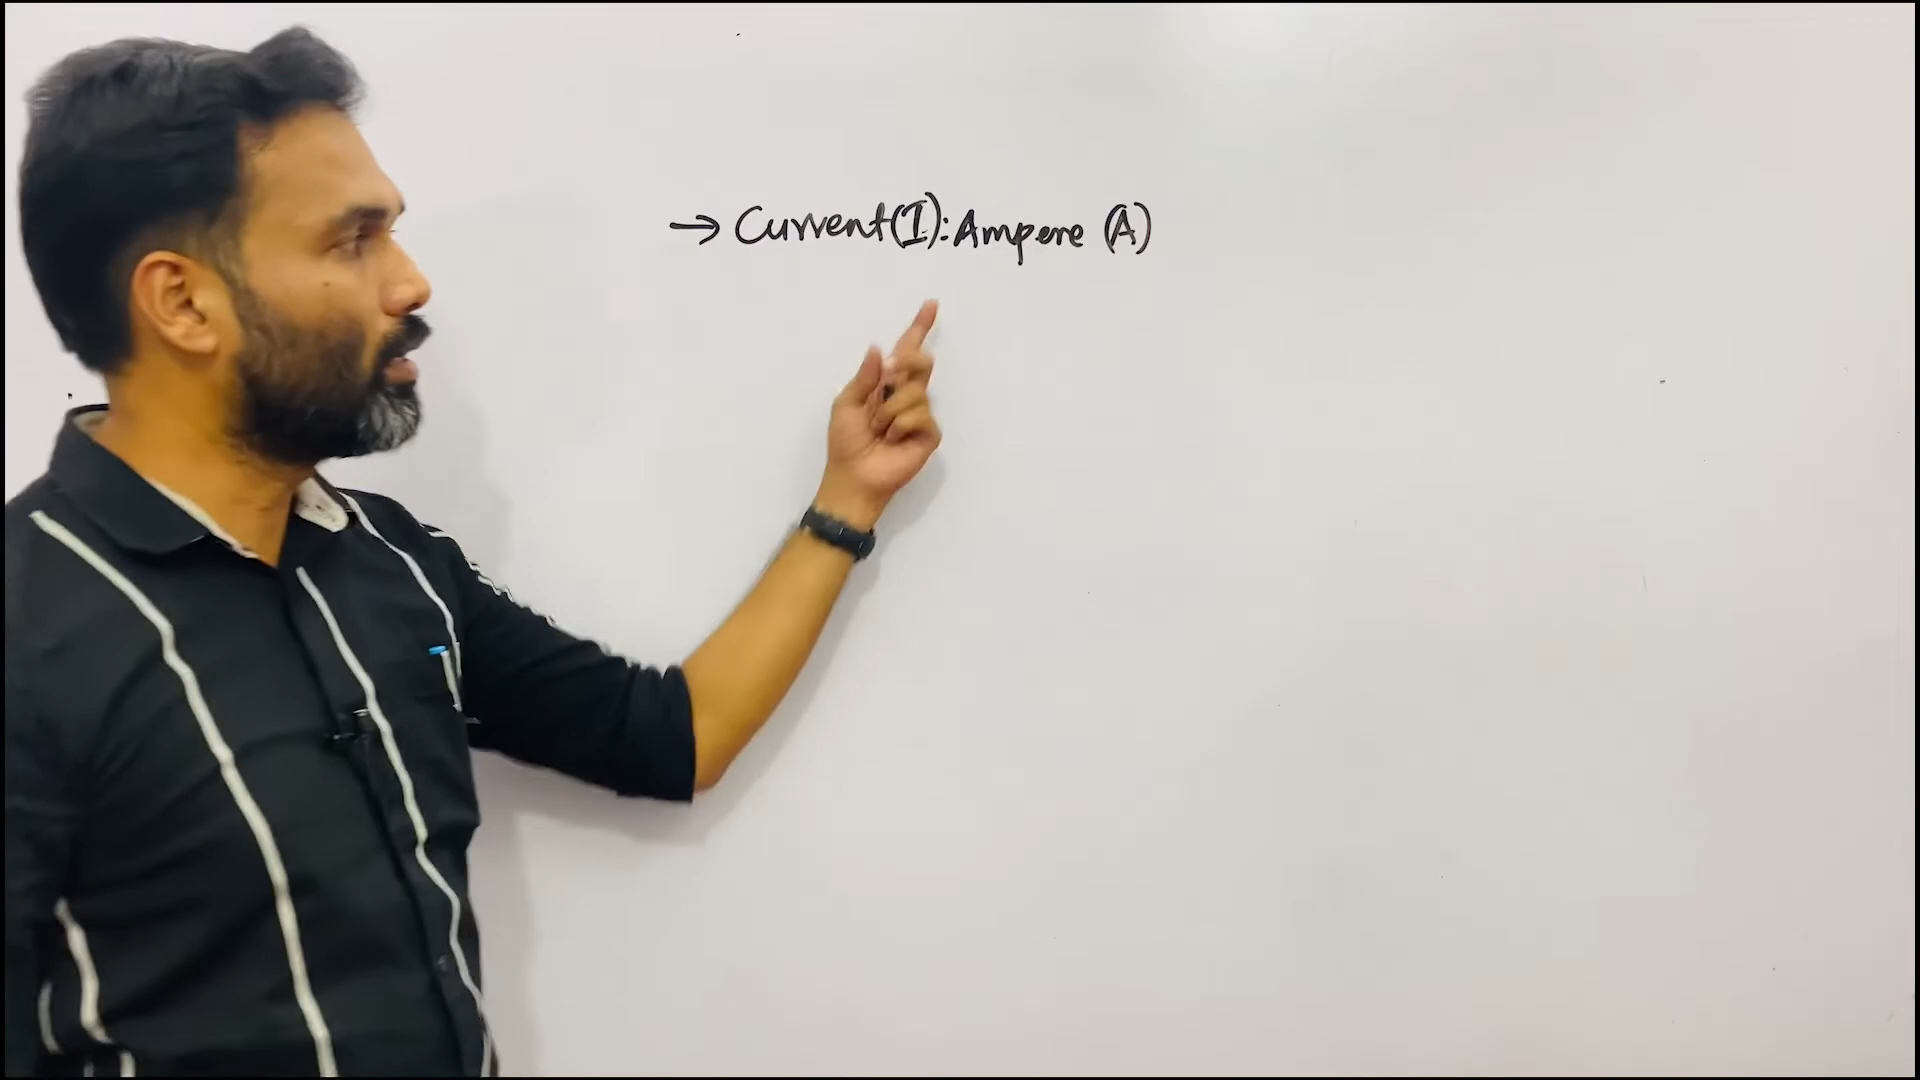 → Current(I): Ampere (A)